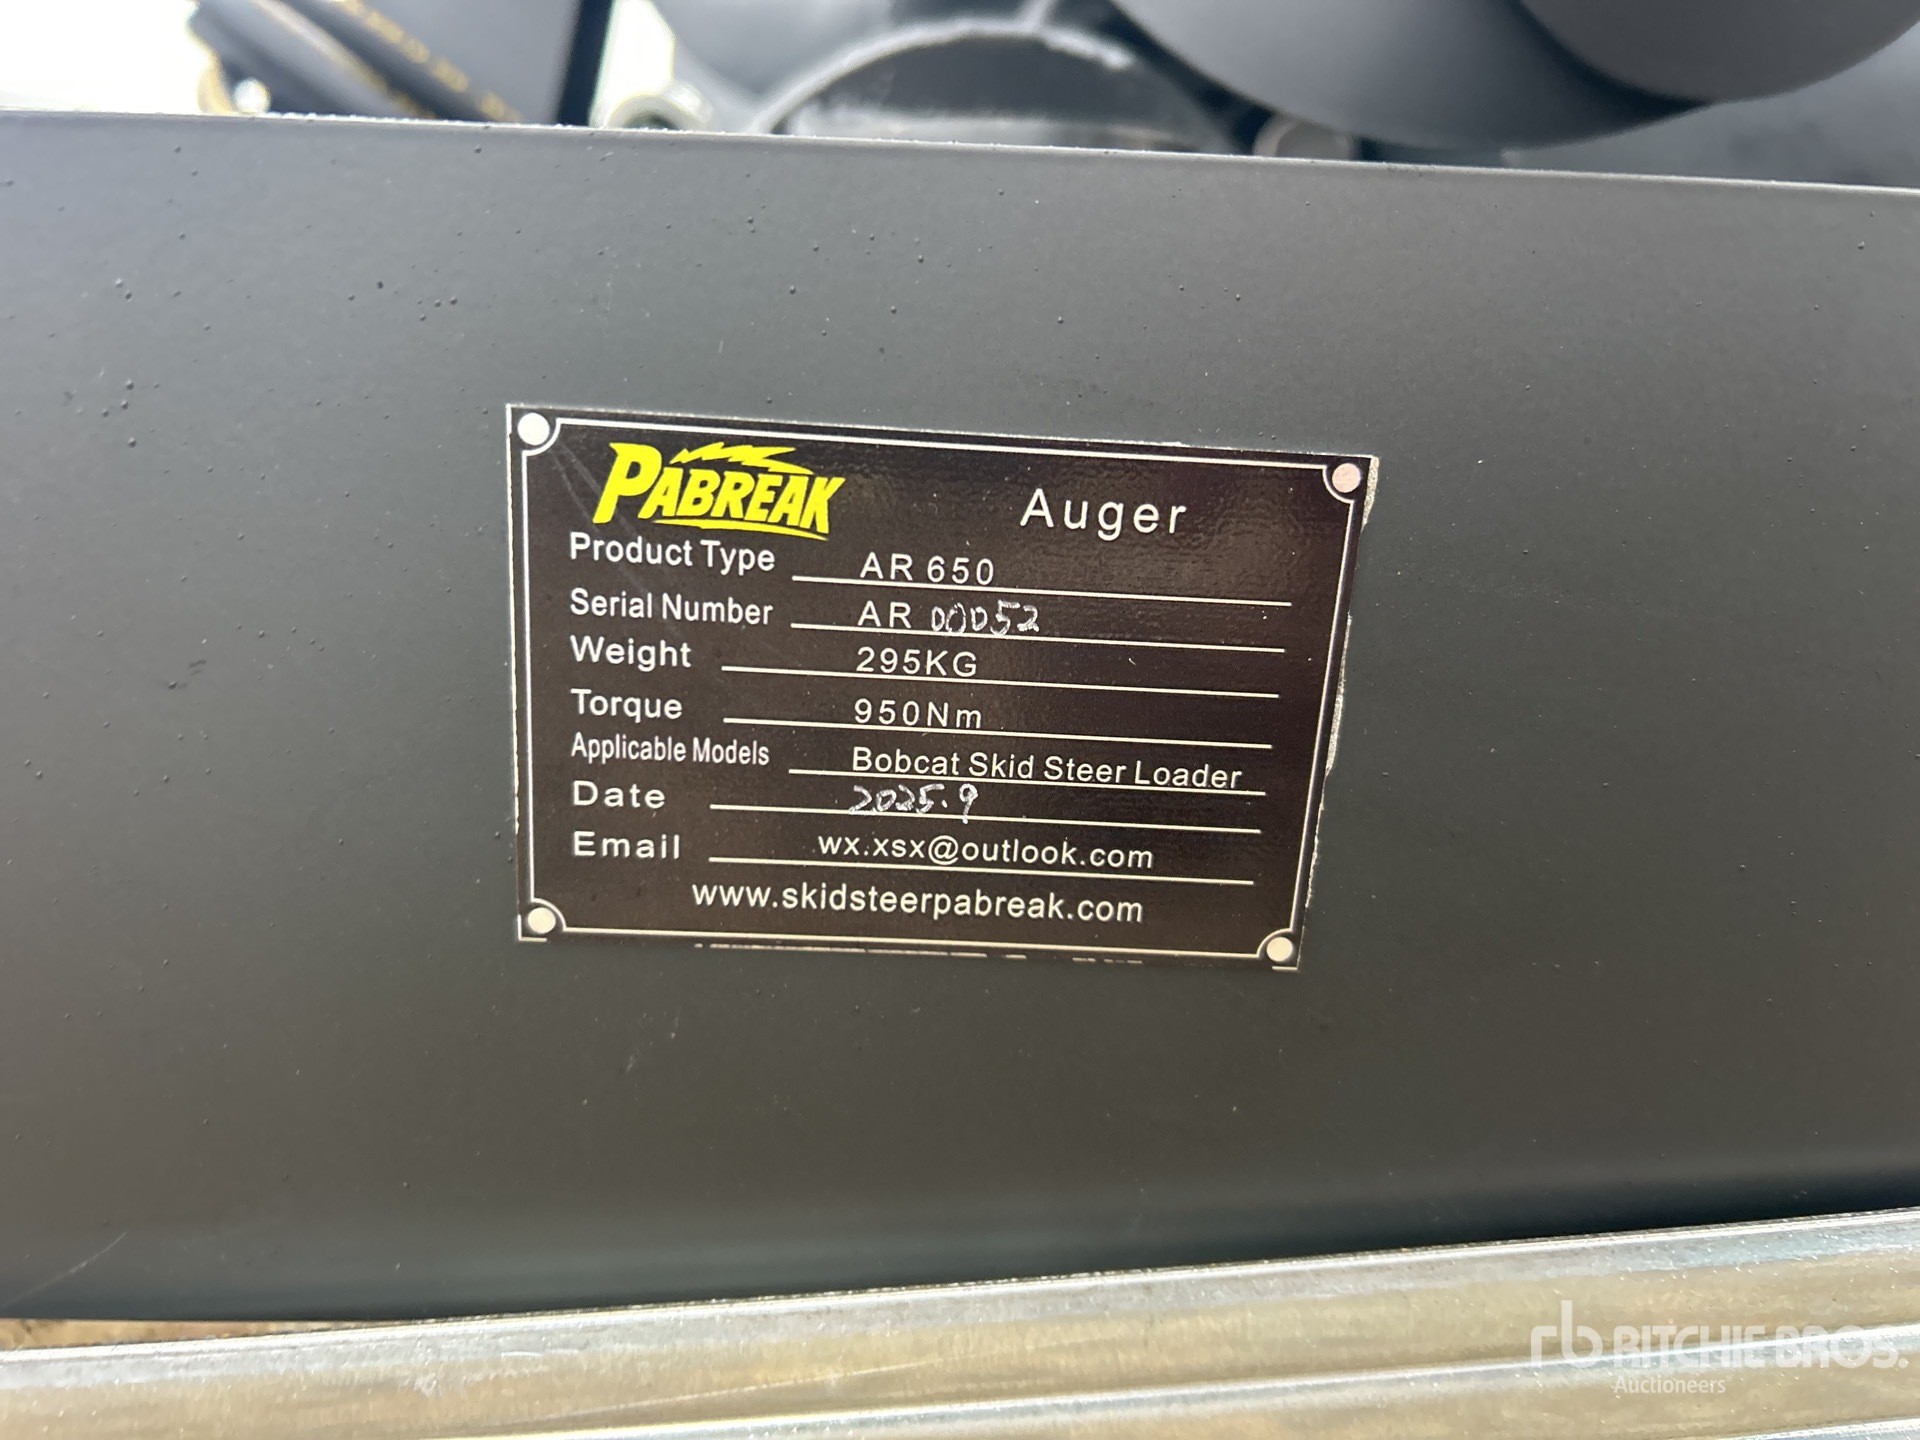 PABREAK Auger
Product Type AR 650
Serial Number AR 00052
Weight 295KG
Torque 950Nm
Applicable Models Bobcat Skid Steer Loader
Date 2025.9
Email wx.xsx@outlook.com
www.skidsteerpabreak.com
rb RITCHIE BROS.
Auctioneers